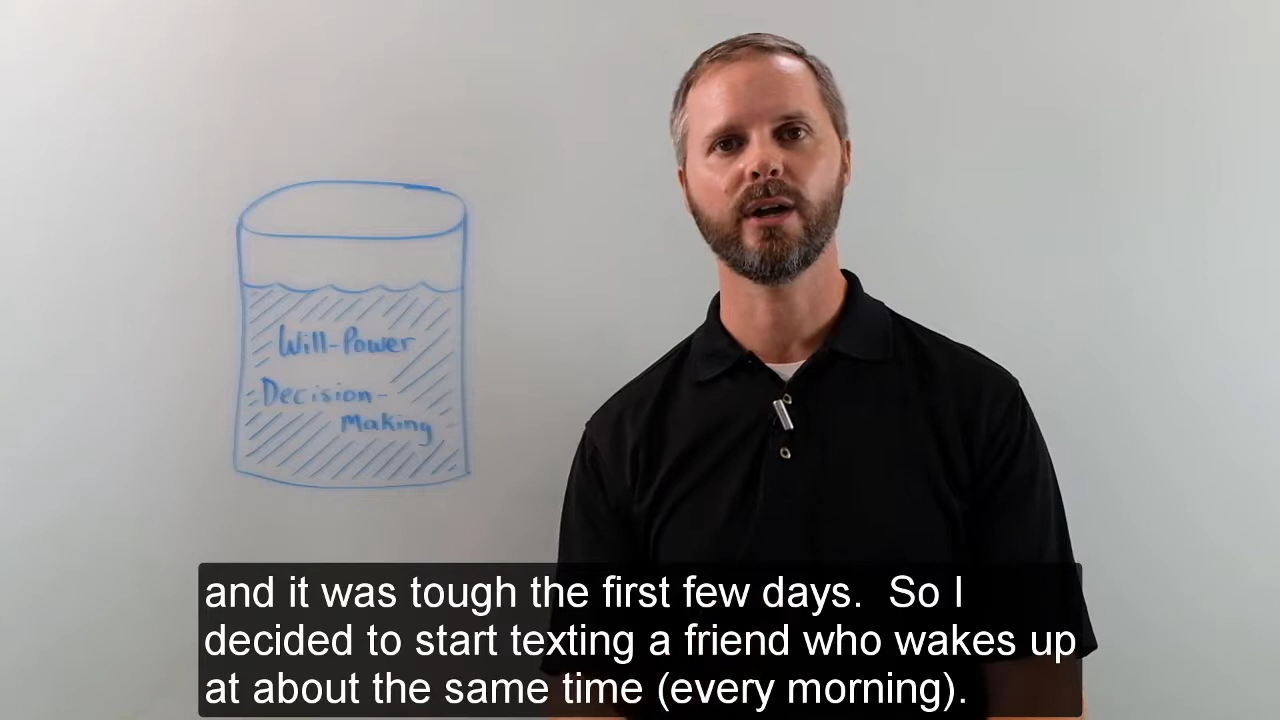 Will-Power
Decision-
Making
and it was tough the first few days.  So I
decided to start texting a friend who wakes up
at about the same time (every morning).